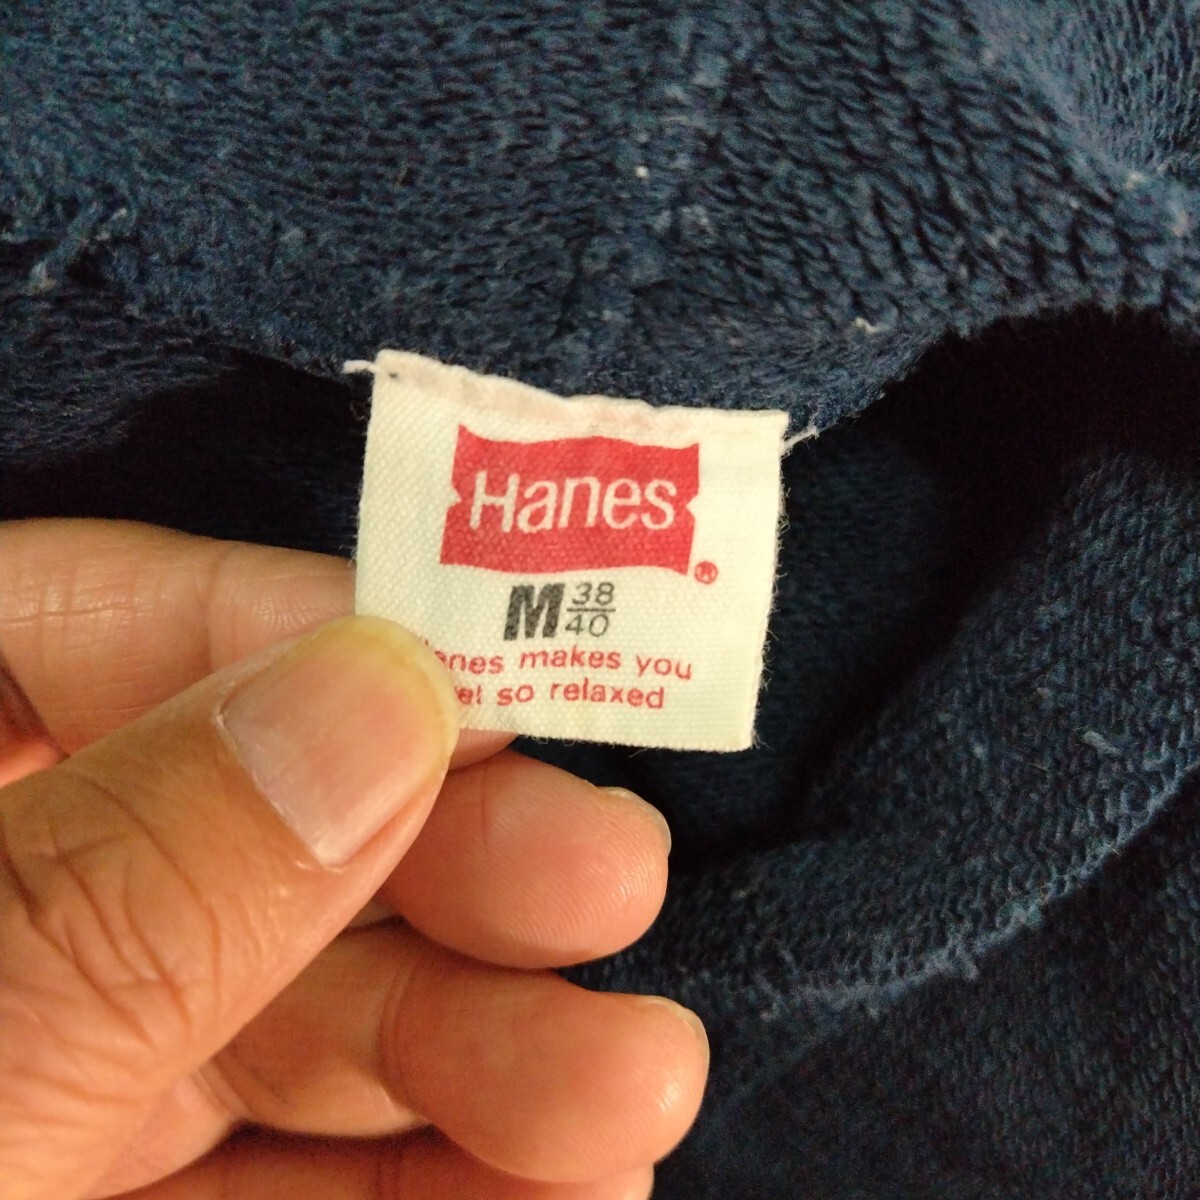 Hanes®
M 38/40
anes makes you
el so relaxed